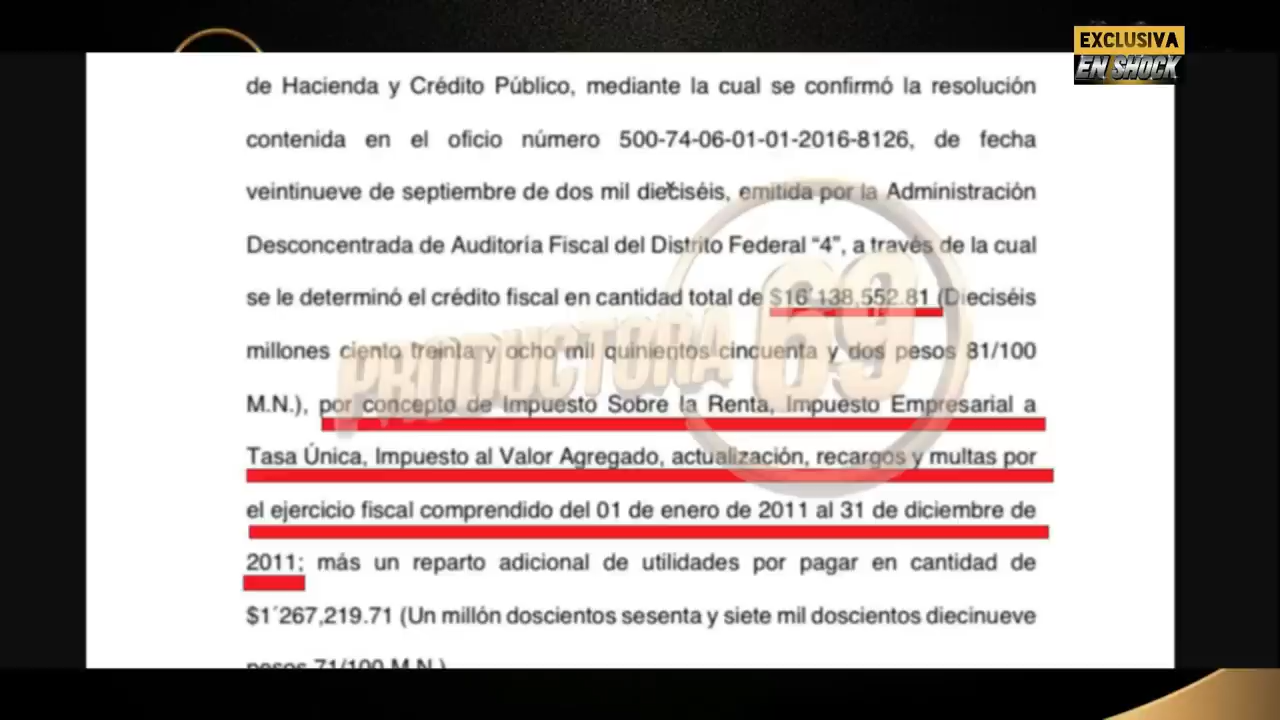 EXCLUSIVA
EN SHOCK
de Hacienda y Crédito Público, mediante la cual se confirmó la resolución
contenida en el oficio número 500-74-06-01-01-2016-8126, de fecha
veintinueve de septiembre de dos mil dieciséis, emitida por la Administración
Desconcentrada de Auditoría Fiscal del Distrito Federal “4”, a través de la cual
se le determinó el crédito fiscal en cantidad total de $16´138,552.81 (Dieciséis
millones ciento treinta y ocho mil quinientos cincuenta y dos pesos 81/100
M.N.), por concepto de Impuesto Sobre la Renta, Impuesto Empresarial a
Tasa Única, Impuesto al Valor Agregado, actualización, recargos y multas por
el ejercicio fiscal comprendido del 01 de enero de 2011 al 31 de diciembre de
2011; más un reparto adicional de utilidades por pagar en cantidad de
$1´267,219.71 (Un millón doscientos sesenta y siete mil doscientos diecinueve
pesos 71/100 M.N.)
PRODUCTORA 69